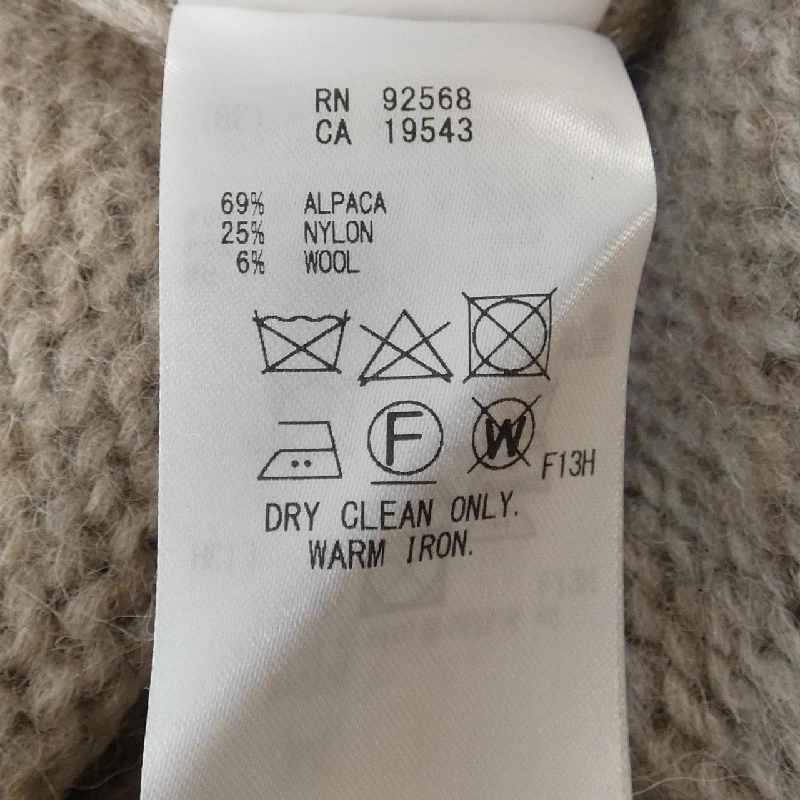 RN 92568
CA 19543
69% ALPACA
25% NYLON
6% WOOL
F W F13H
DRY CLEAN ONLY.
WARM IRON.